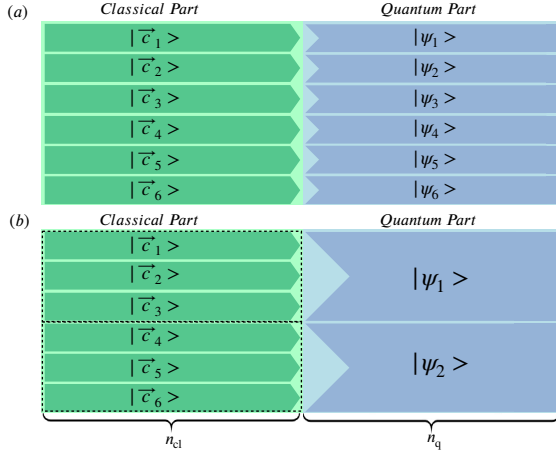 (a) Classical Part Quantum Part
| c⃗ 1 > |ψ1 >
| c⃗ 2 > |ψ2 >
| c⃗ 3 > |ψ3 >
| c⃗ 4 > |ψ4 >
| c⃗ 5 > |ψ5 >
| c⃗ 6 > |ψ6 >
(b) Classical Part Quantum Part
| c⃗ 1 >
| c⃗ 2 > |ψ1 >
| c⃗ 3 >
| c⃗ 4 >
| c⃗ 5 > |ψ2 >
| c⃗ 6 >
ncl nq